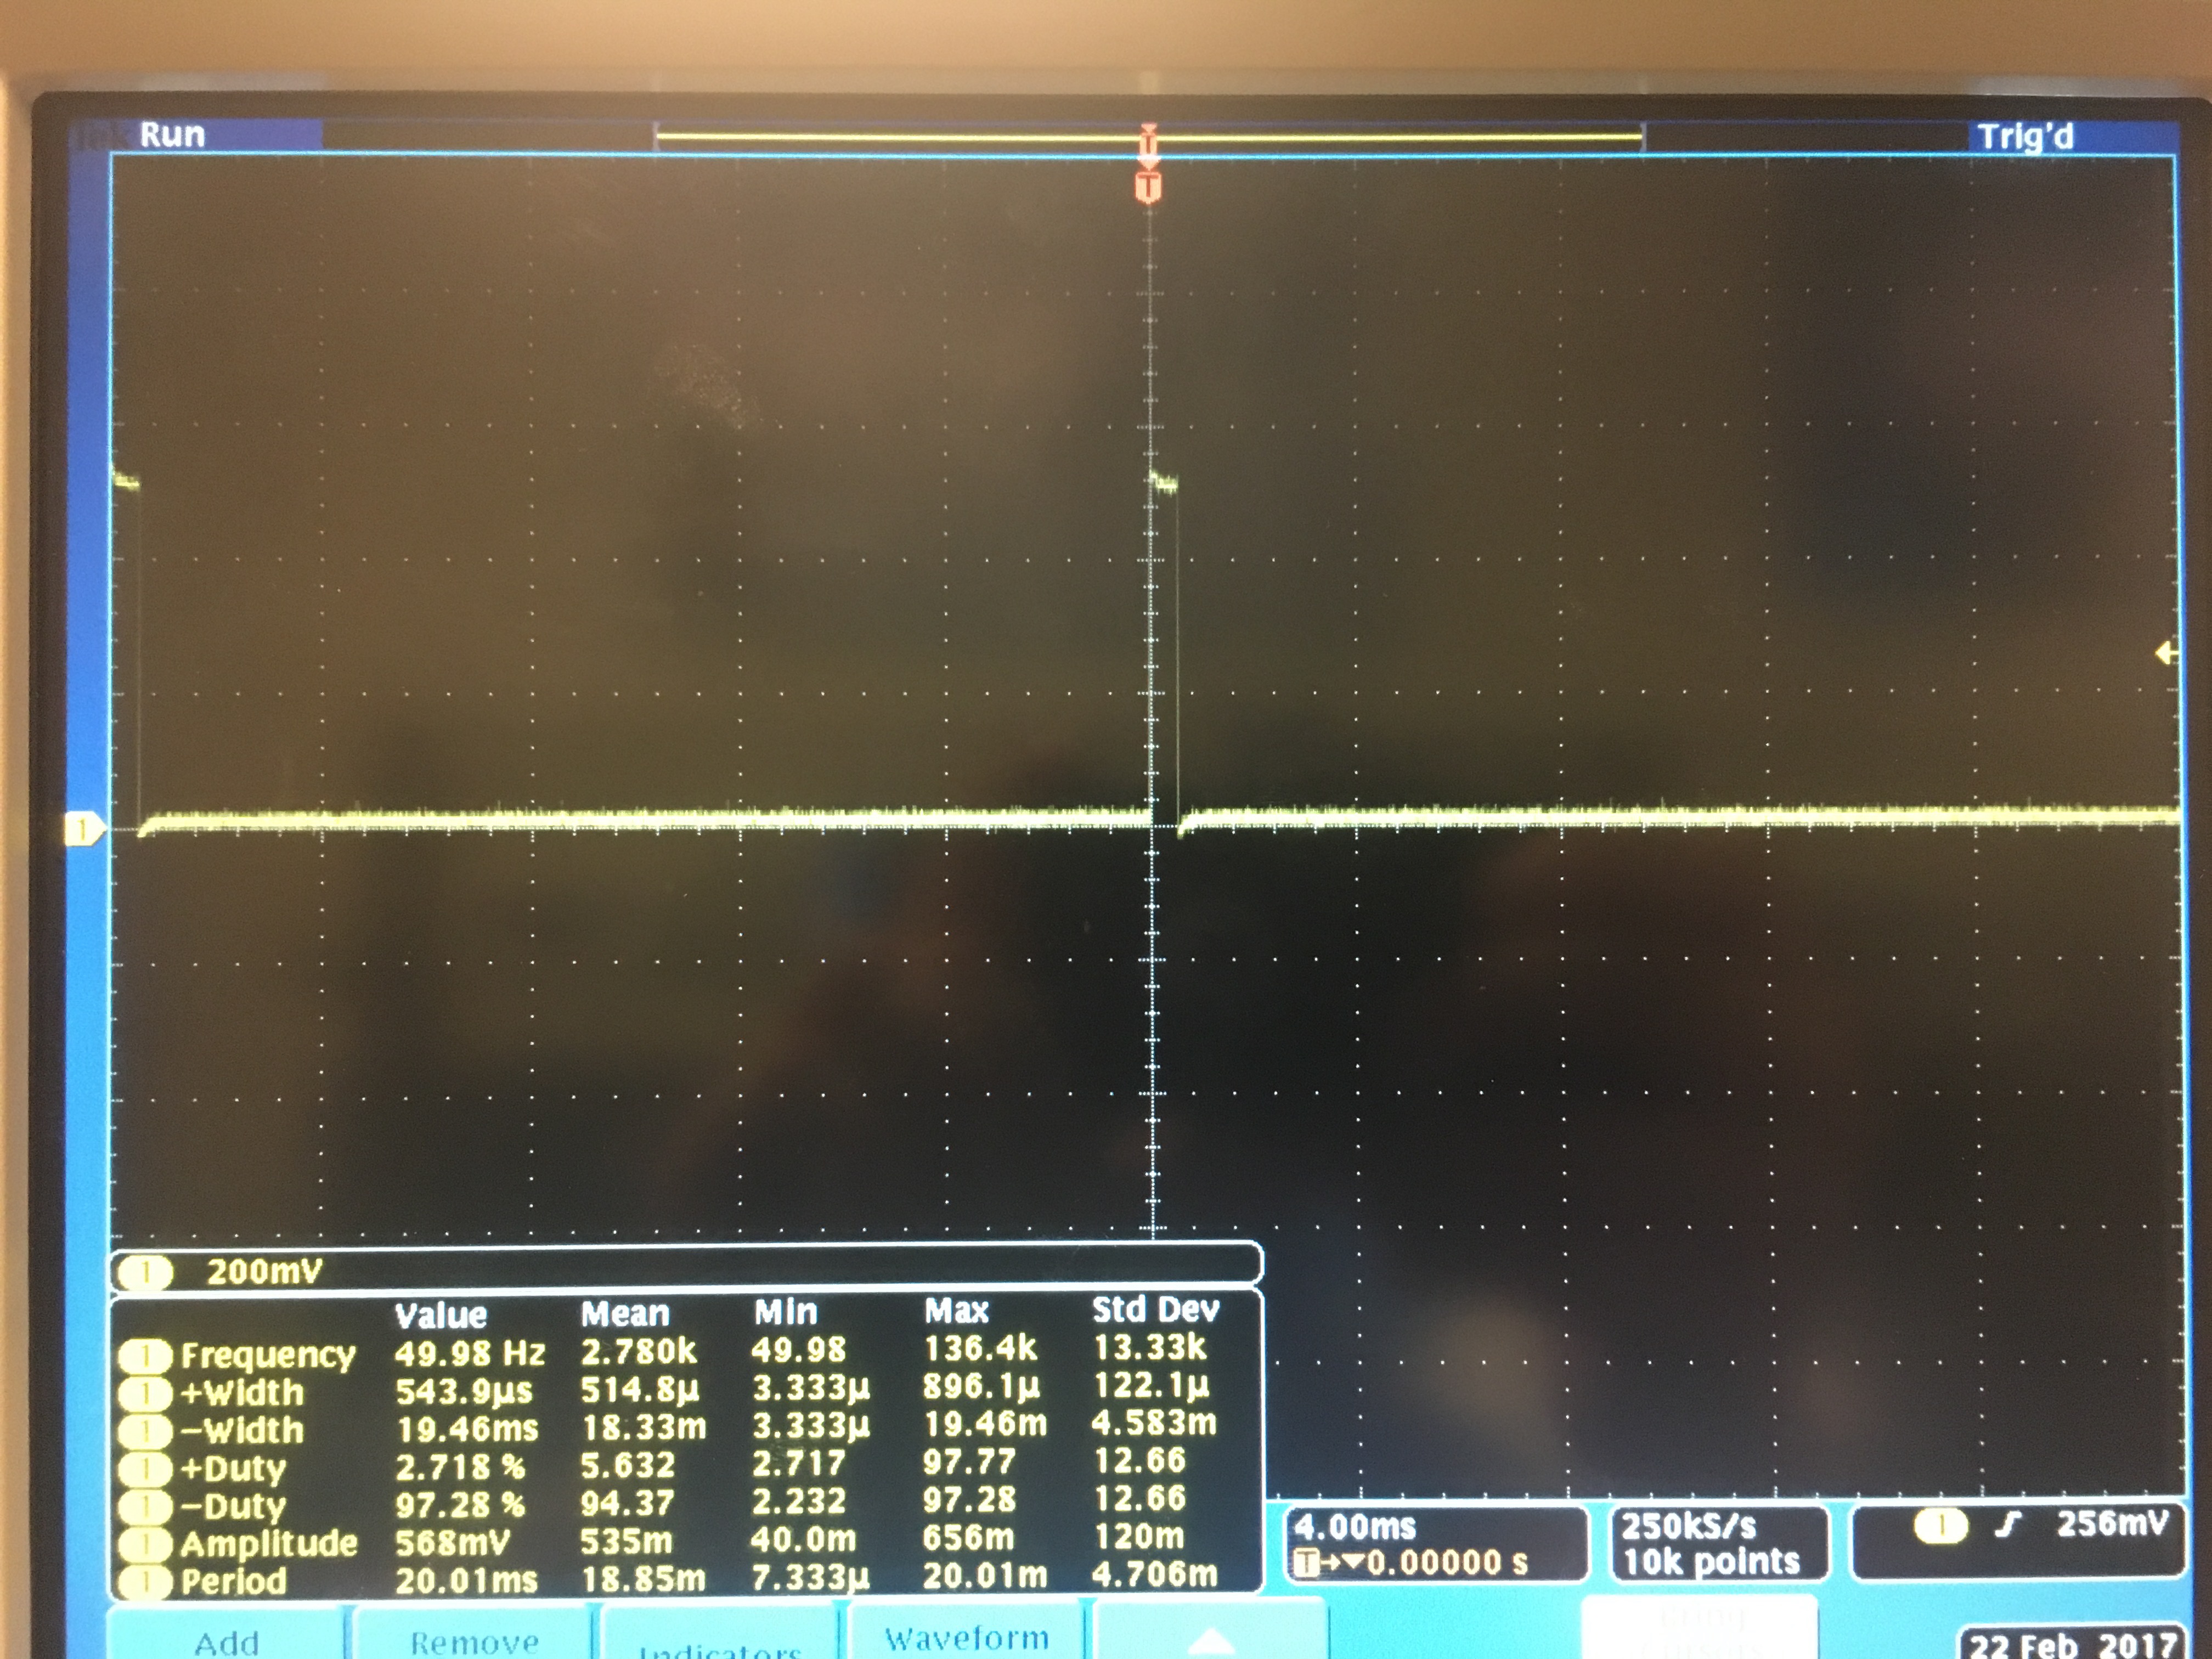 Run
Trig'd
T
T
1
1 200mV
Value Mean Min Max Std Dev
1 Frequency 49.98 Hz 2.780k 49.98 136.4k 13.33k
1 +Width 543.9µs 514.8µ 3.333µ 896.1µ 122.1µ
1 −Width 19.46ms 18.33m 3.333µ 19.46m 4.583m
1 +Duty 2.718 % 5.632 2.717 97.77 12.66
1 −Duty 97.28 % 94.37 2.232 97.28 12.66
1 Amplitude 568mV 535m 40.0m 656m 120m
1 Period 20.01ms 18.85m 7.333µ 20.01m 4.706m
4.00ms
T→▼0.00000 s
250kS/s
10k points
1 256mV
Add
Remove
Indicators
Waveform
22 Feb 2017